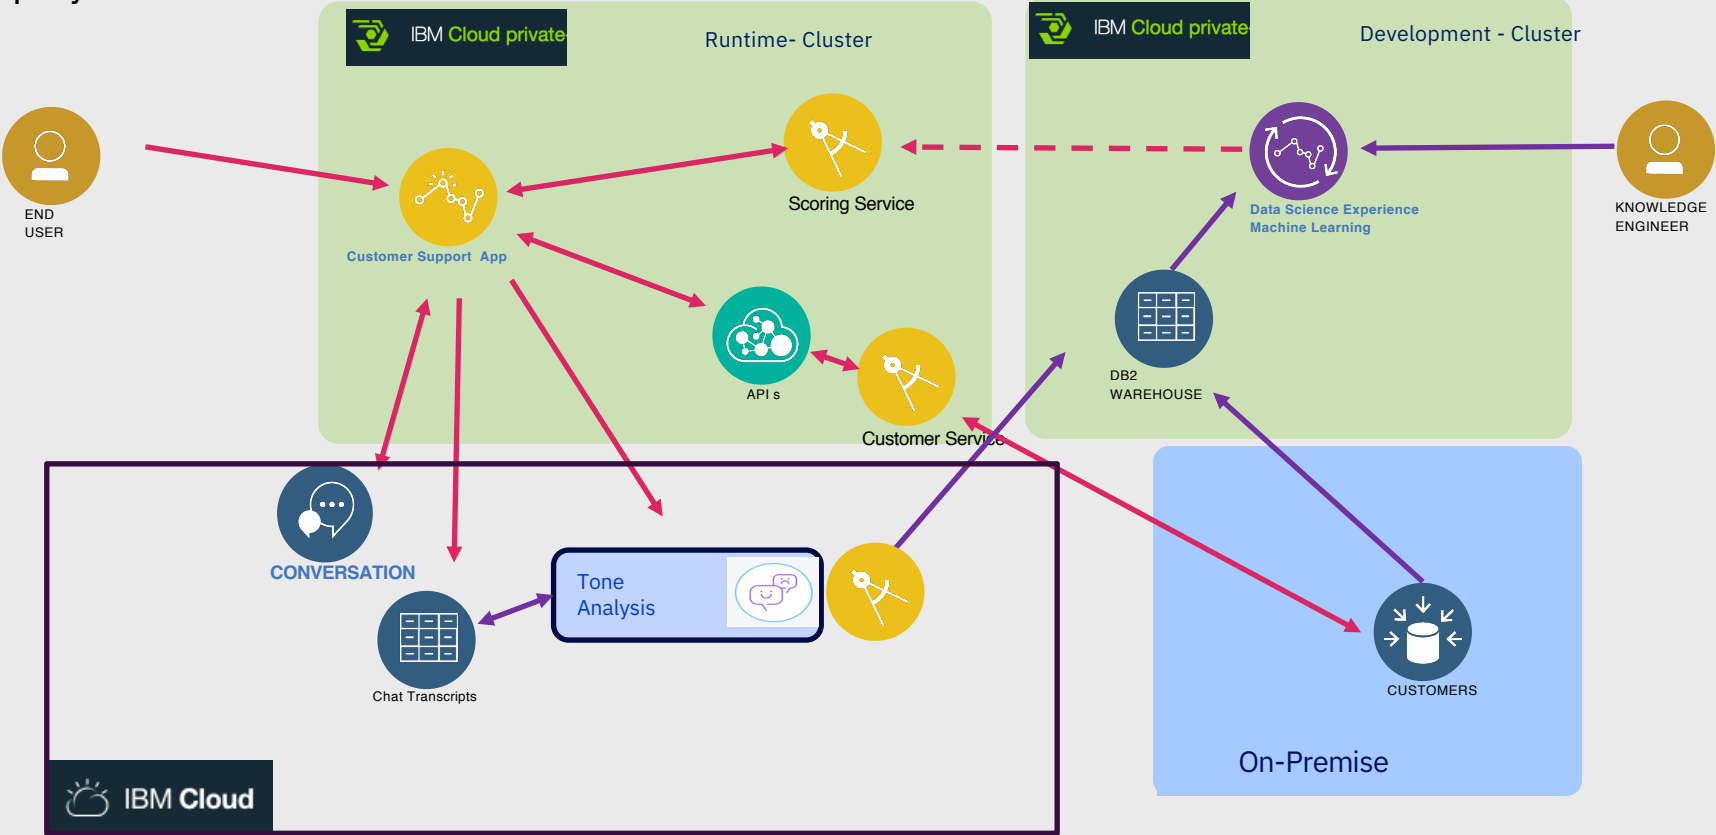 IBM Cloud private
Runtime- Cluster
IBM Cloud private
Development - Cluster
END
USER
Customer Support App
Scoring Service
Data Science Experience
Machine Learning
KNOWLEDGE
ENGINEER
API s
Customer Service
DB2
WAREHOUSE
CONVERSATION
Tone
Analysis
Chat Transcripts
CUSTOMERS
On-Premise
IBM Cloud